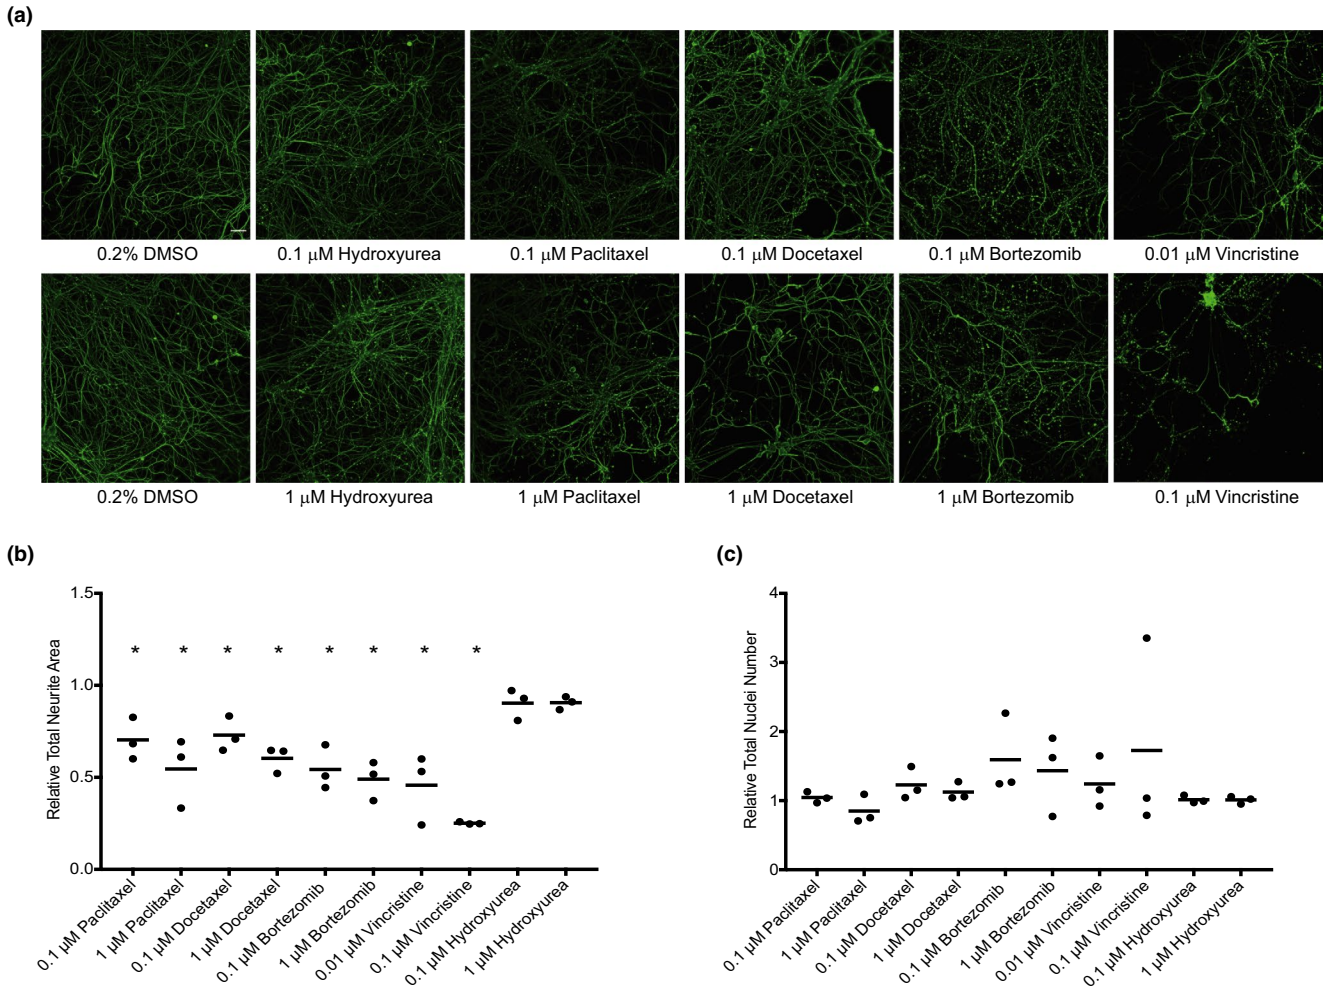 (a)
0.2% DMSO
0.1 µM Hydroxyurea
0.1 µM Paclitaxel
0.1 µM Docetaxel
0.1 µM Bortezomib
0.01 µM Vincristine
0.2% DMSO
1 µM Hydroxyurea
1 µM Paclitaxel
1 µM Docetaxel
1 µM Bortezomib
0.1 µM Vincristine
(b)
Relative Total Neurite Area
1.5
1.0
0.5
0.0
* * * * * * * *
0.1 µM Paclitaxel
1 µM Paclitaxel
0.1 µM Docetaxel
1 µM Docetaxel
0.1 µM Bortezomib
1 µM Bortezomib
0.01 µM Vincristine
0.1 µM Vincristine
0.1 µM Hydroxyurea
1 µM Hydroxyurea
(c)
Relative Total Nuclei Number
4
3
2
1
0
0.1 µM Paclitaxel
1 µM Paclitaxel
0.1 µM Docetaxel
1 µM Docetaxel
0.1 µM Bortezomib
1 µM Bortezomib
0.01 µM Vincristine
0.1 µM Vincristine
0.1 µM Hydroxyurea
1 µM Hydroxyurea